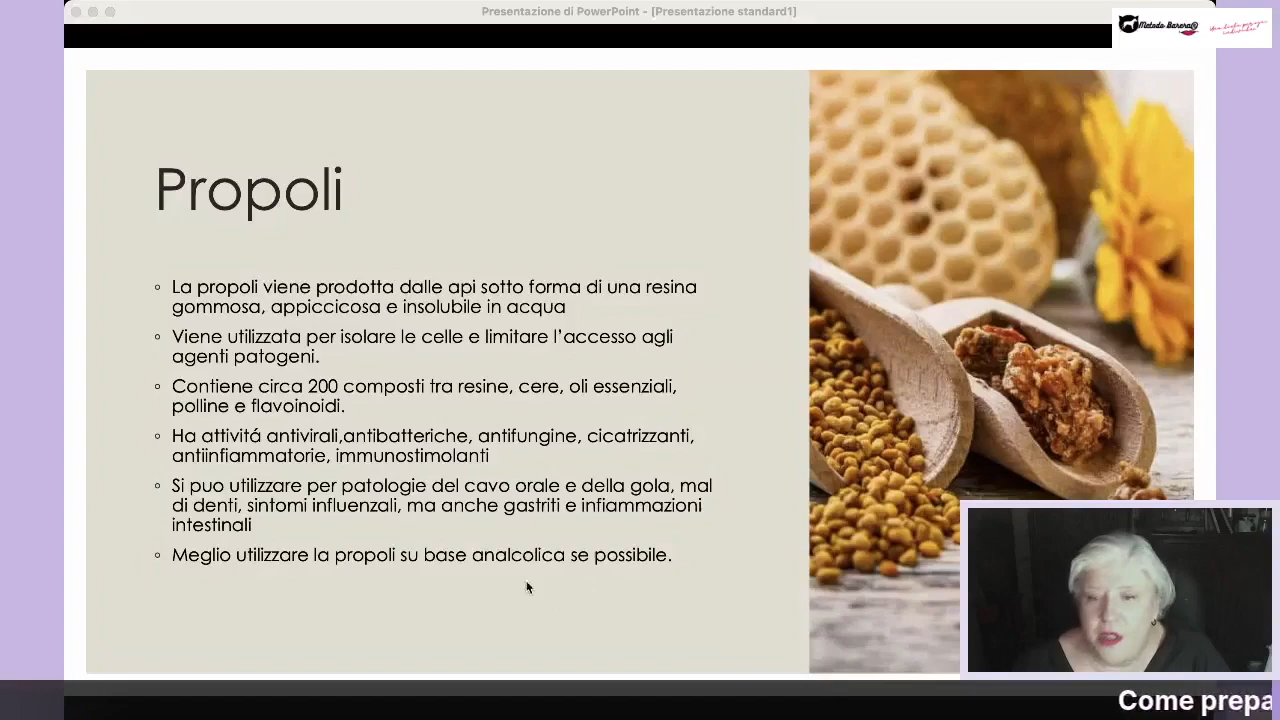 Presentazione di PowerPoint - [Presentazione standard1]
Metodo Barera®
Propoli
◦ La propoli viene prodotta dalle api sotto forma di una resina
gommosa, appiccicosa e insolubile in acqua
◦ Viene utilizzata per isolare le celle e limitare l'accesso agli
agenti patogeni.
◦ Contiene circa 200 composti tra resine, cere, oli essenziali,
polline e flavoinoidi.
◦ Ha attivitá antivirali,antibatteriche, antifungine, cicatrizzanti,
antiinfiammatorie, immunostimolanti
◦ Si puo utilizzare per patologie del cavo orale e della gola, mal
di denti, sintomi influenzali, ma anche gastriti e infiammazioni
intestinali
◦ Meglio utilizzare la propoli su base analcolica se possibile.
Come prepa